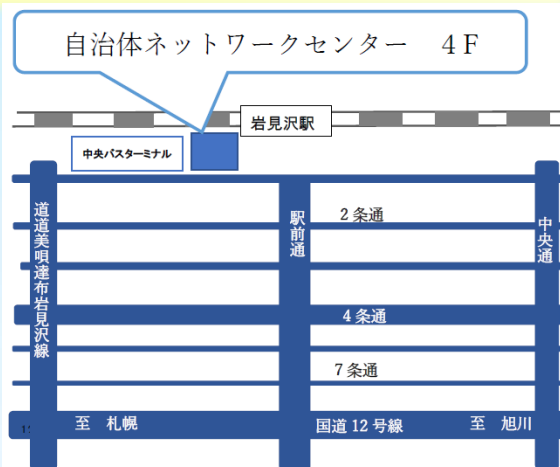 自治体ネットワークセンター　４Ｆ
岩見沢駅
中央バスターミナル
道道美唄達布岩見沢線
駅前通
２条通
中央通
４条通
７条通
至　札幌
国道12号線
至　旭川